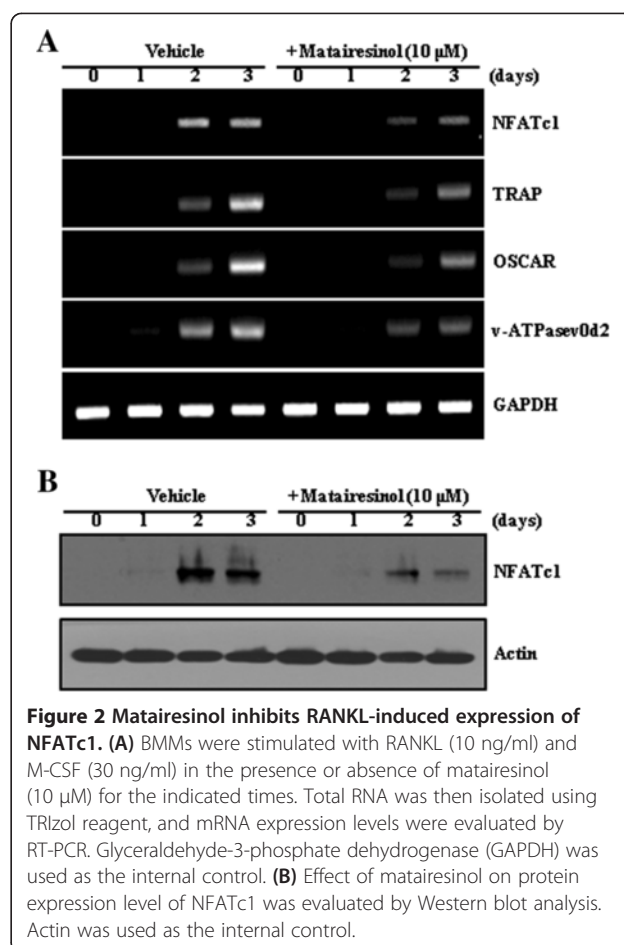 A
Vehicle +Matairesinol (10 µM)
0 1 2 3 0 1 2 3 (days)
NFATc1
TRAP
OSCAR
v-ATPasev0d2
GAPDH
B
Vehicle +Matairesinol (10 µM)
0 1 2 3 0 1 2 3 (days)
NFATc1
Actin
Figure 2 Matairesinol inhibits RANKL-induced expression of
NFATc1. (A) BMMs were stimulated with RANKL (10 ng/ml) and
M-CSF (30 ng/ml) in the presence or absence of matairesinol
(10 μM) for the indicated times. Total RNA was then isolated using
TRIzol reagent, and mRNA expression levels were evaluated by
RT-PCR. Glyceraldehyde-3-phosphate dehydrogenase (GAPDH) was
used as the internal control. (B) Effect of matairesinol on protein
expression level of NFATc1 was evaluated by Western blot analysis.
Actin was used as the internal control.